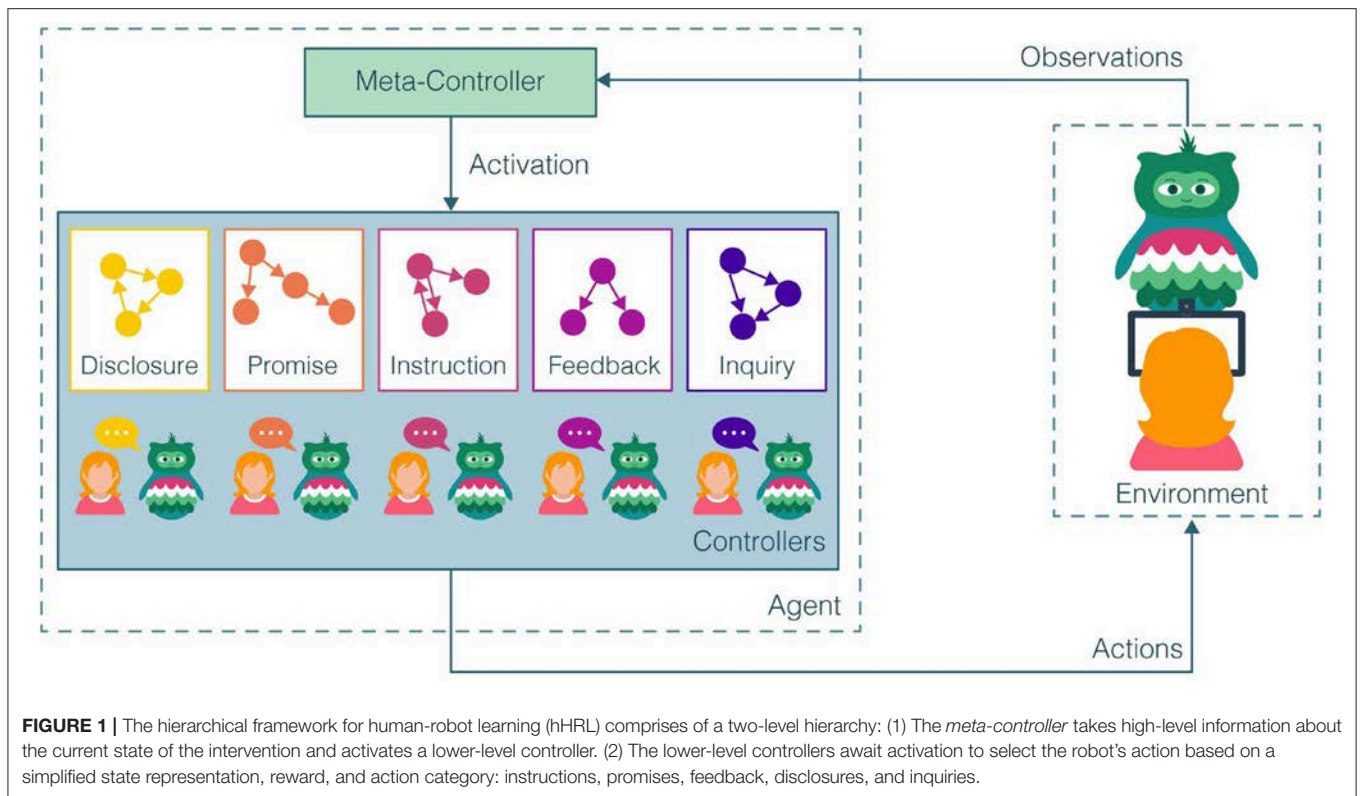 Meta-Controller
Observations
Activation
Disclosure
Promise
Instruction
Feedback
Inquiry
Environment
Controllers
Agent
Actions
FIGURE 1 | The hierarchical framework for human-robot learning (hHRL) comprises of a two-level hierarchy: (1) The meta-controller takes high-level information about
the current state of the intervention and activates a lower-level controller. (2) The lower-level controllers await activation to select the robot's action based on a
simplified state representation, reward, and action category: instructions, promises, feedback, disclosures, and inquiries.